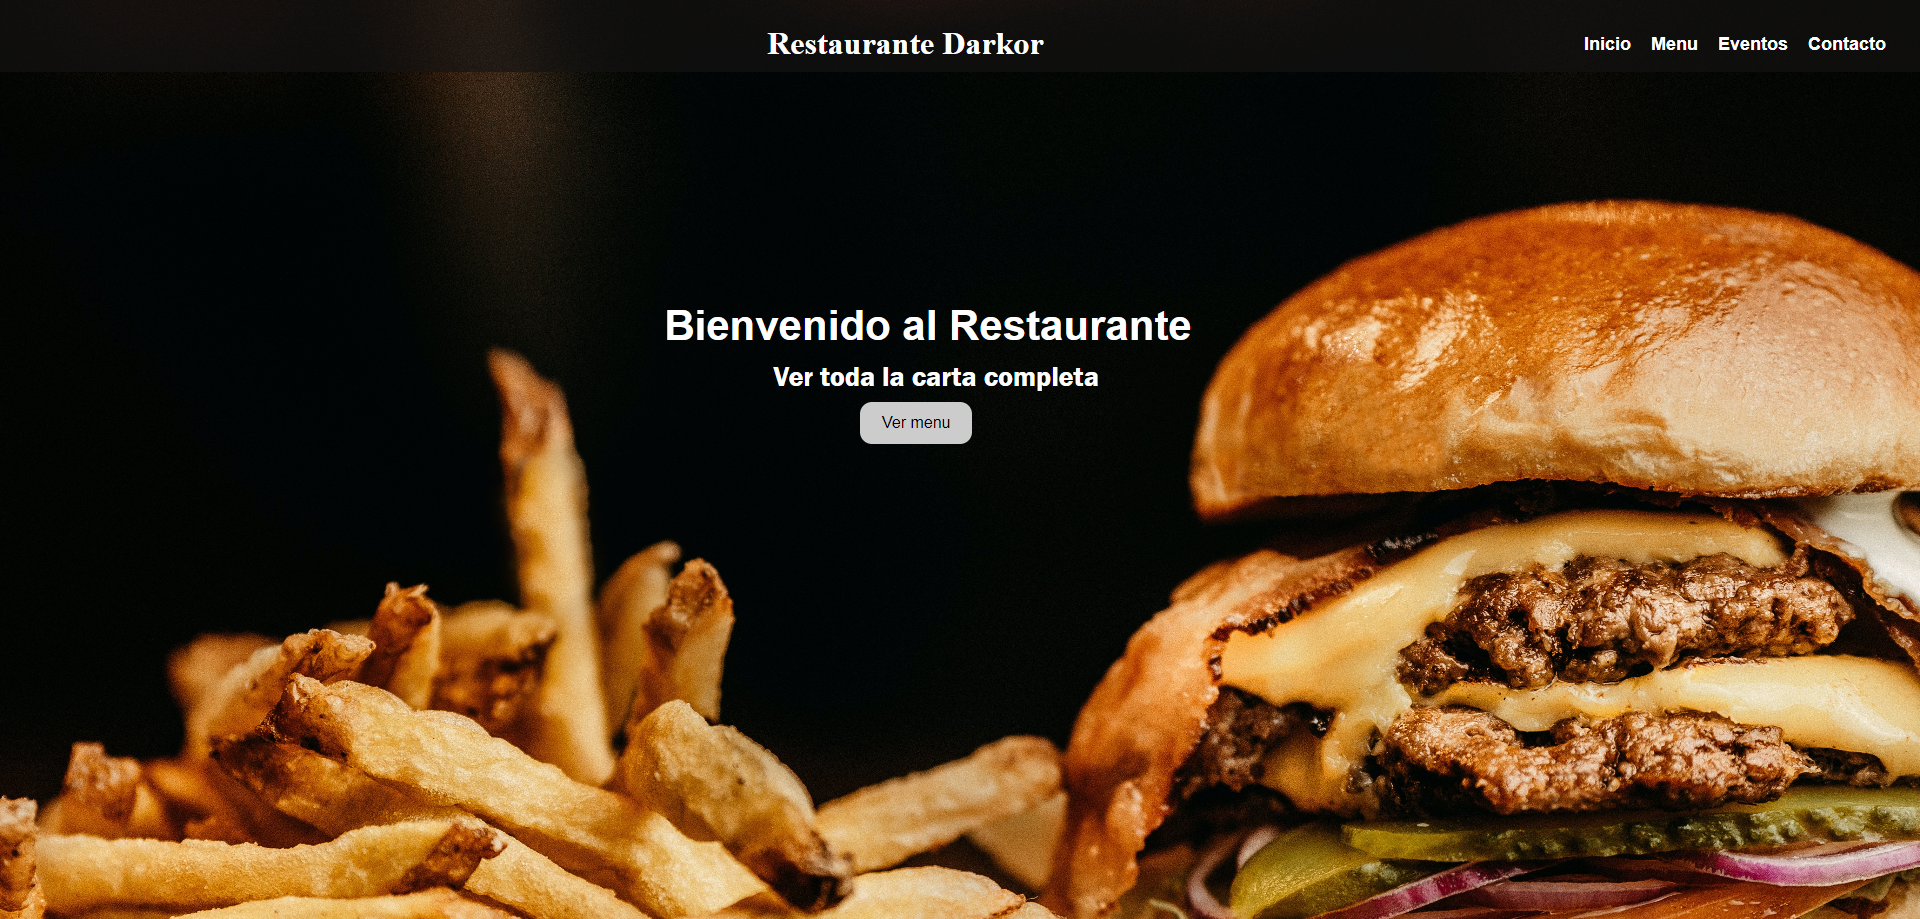 Restaurante Darkor
Inicio Menu Eventos Contacto
Bienvenido al Restaurante
Ver toda la carta completa
Ver menu